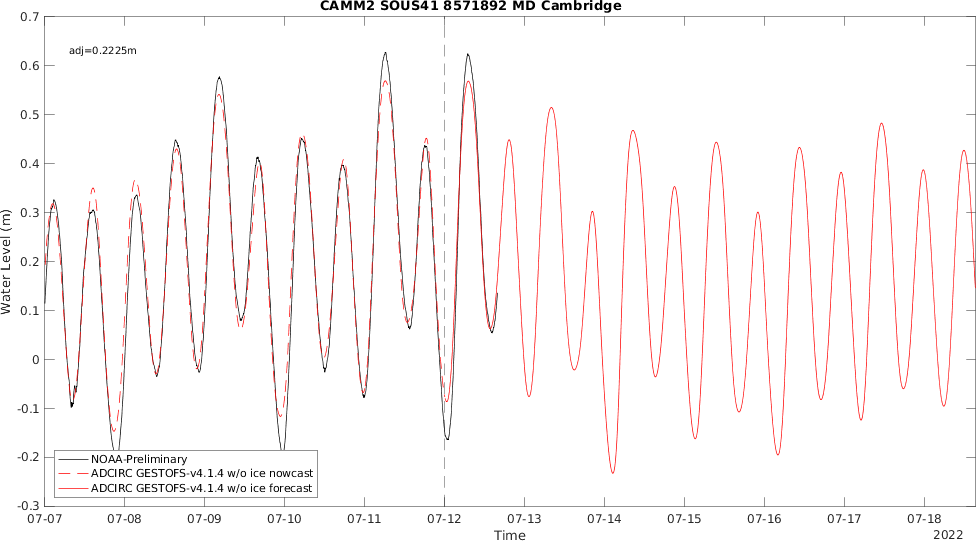 CAMM2 SOUS41 8571892 MD Cambridge
0.7
adj=0.2225m
0.6
0.5
0.4
0.3
0.2
0.1
0
-0.1
-0.2
-0.3
Water Level (m)
NOAA-Preliminary
ADCIRC GESTOFS-v4.1.4 w/o ice nowcast
ADCIRC GESTOFS-v4.1.4 w/o ice forecast
07-07 07-08 07-09 07-10 07-11 07-12 07-13 07-14 07-15 07-16 07-17 07-18
Time
2022